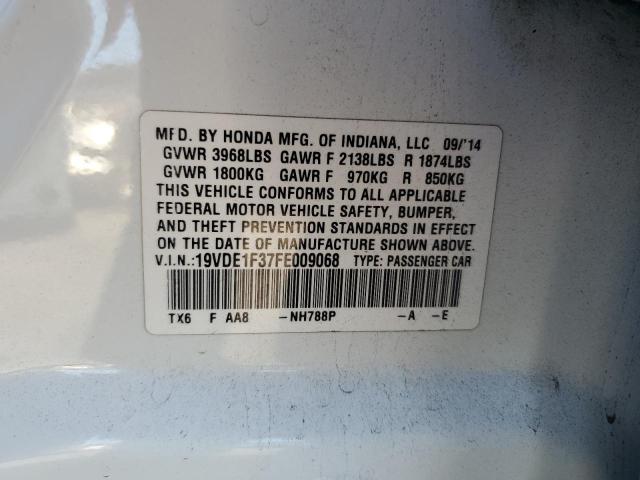 MFD. BY HONDA MFG. OF INDIANA, LLC 09/'14
GVWR 3968LBS GAWR F 2138LBS R 1874LBS
GVWR 1800KG GAWR F 970KG R 850KG
THIS VEHICLE CONFORMS TO ALL APPLICABLE
FEDERAL MOTOR VEHICLE SAFETY, BUMPER,
AND THEFT PREVENTION STANDARDS IN EFFECT
ON THE DATE OF MANUFACTURE SHOWN ABOVE.
V.I.N.:19VDE1F37FE009068 TYPE: PASSENGER CAR
TX6 F AA8 -NH788P -A -E